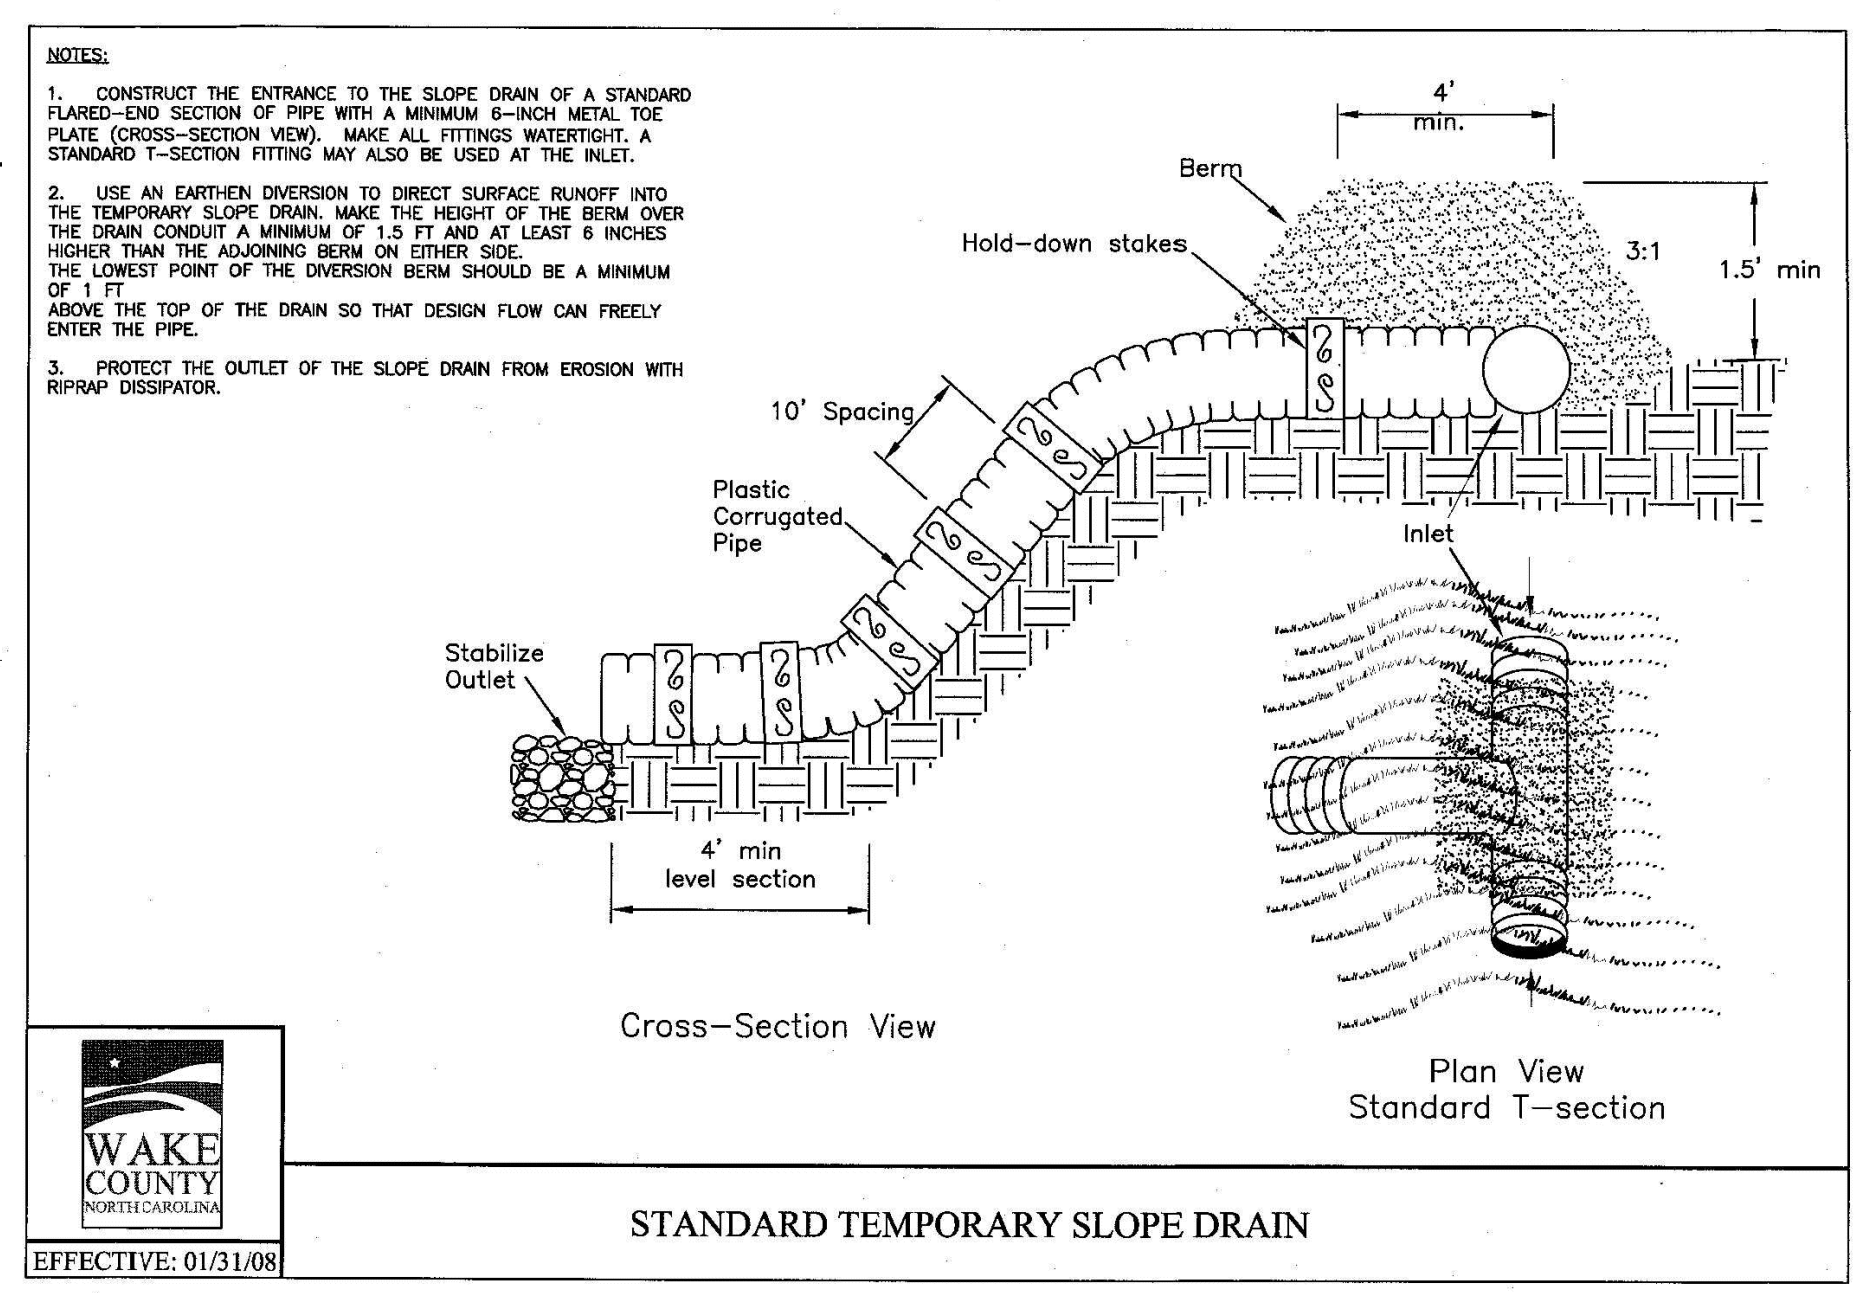 NOTES:
1. CONSTRUCT THE ENTRANCE TO THE SLOPE DRAIN OF A STANDARD
FLARED-END SECTION OF PIPE WITH A MINIMUM 6-INCH METAL TOE
PLATE (CROSS-SECTION VIEW). MAKE ALL FITTINGS WATERTIGHT. A
STANDARD T-SECTION FITTING MAY ALSO BE USED AT THE INLET.
2. USE AN EARTHEN DIVERSION TO DIRECT SURFACE RUNOFF INTO
THE TEMPORARY SLOPE DRAIN. MAKE THE HEIGHT OF THE BERM OVER
THE DRAIN CONDUIT A MINIMUM OF 1.5 FT AND AT LEAST 6 INCHES
HIGHER THAN THE ADJOINING BERM ON EITHER SIDE.
THE LOWEST POINT OF THE DIVERSION BERM SHOULD BE A MINIMUM
OF 1 FT
ABOVE THE TOP OF THE DRAIN SO THAT DESIGN FLOW CAN FREELY
ENTER THE PIPE.
3. PROTECT THE OUTLET OF THE SLOPE DRAIN FROM EROSION WITH
RIPRAP DISSIPATOR.
4'
min.
Berm
Hold-down stakes
3:1
1.5' min
10' Spacing
Plastic
Corrugated
Pipe
Inlet
Stabilize
Outlet
4' min
level section
Cross-Section View
Plan View
Standard T-section
WAKE
COUNTY
NORTH CAROLINA
EFFECTIVE: 01/31/08
STANDARD TEMPORARY SLOPE DRAIN